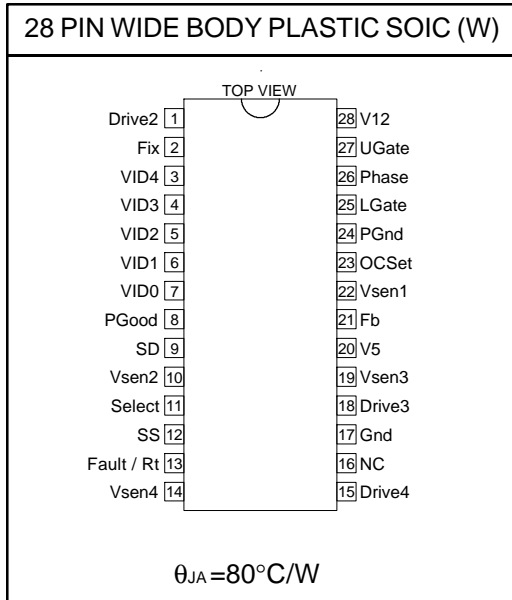 28 PIN WIDE BODY PLASTIC SOIC (W)
TOP VIEW
Drive2 1 28 V12
Fix 2 27 UGate
VID4 3 26 Phase
VID3 4 25 LGate
VID2 5 24 PGnd
VID1 6 23 OCSet
VID0 7 22 Vsen1
PGood 8 21 Fb
SD 9 20 V5
Vsen2 10 19 Vsen3
Select 11 18 Drive3
SS 12 17 Gnd
Fault / Rt 13 16 NC
Vsen4 14 15 Drive4
θJA =80°C/W